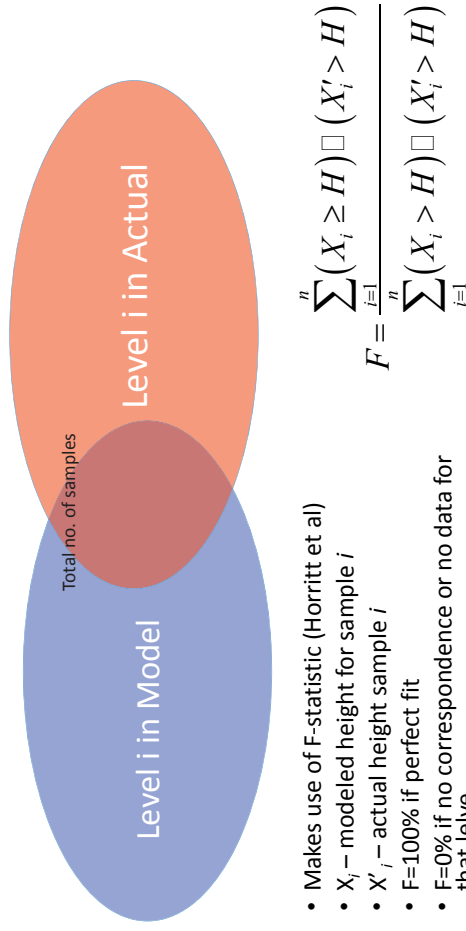 Total no. of samples
Level i in Model
Level i in Actual
• Makes use of F-statistic (Horritt et al)
• Xi – modeled height for sample i
• X'i – actual height sample i
• F=100% if perfect fit
• F=0% if no correspondence or no data for
that lelve
F = ∑(Xi ≥ H)□(X'i > H) / ∑(Xi > H)□(X'i > H)
n
i=1
n
i=1